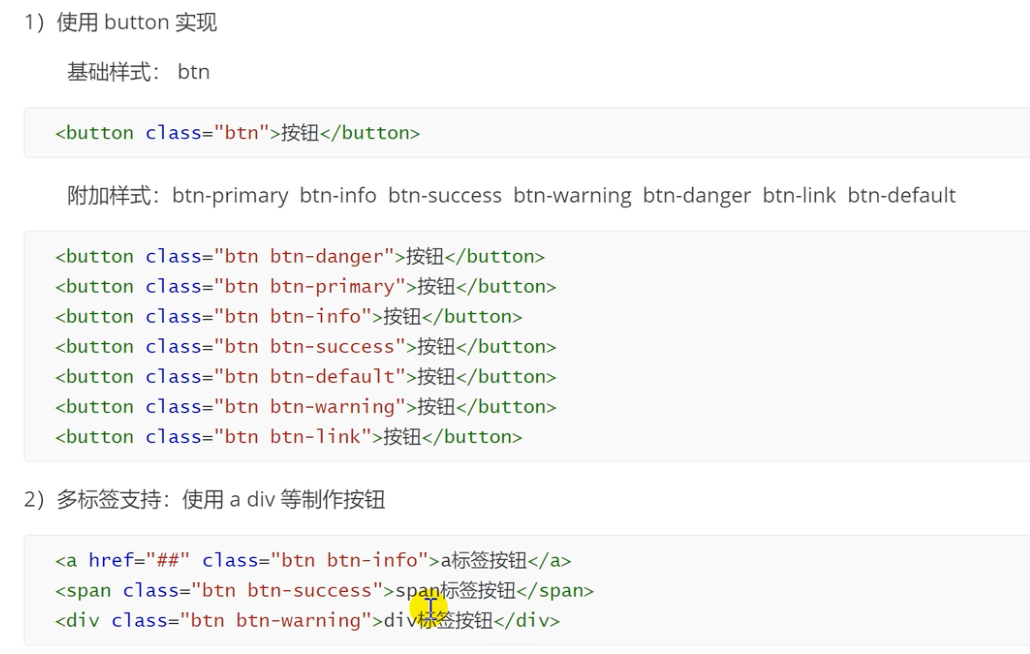 1）使用 button 实现
基础样式： btn
<button class="btn">按钮</button>
附加样式：btn-primary btn-info btn-success btn-warning btn-danger btn-link btn-default
<button class="btn btn-danger">按钮</button>
<button class="btn btn-primary">按钮</button>
<button class="btn btn-info">按钮</button>
<button class="btn btn-success">按钮</button>
<button class="btn btn-default">按钮</button>
<button class="btn btn-warning">按钮</button>
<button class="btn btn-link">按钮</button>
2）多标签支持：使用 a div 等制作按钮
<a href="##" class="btn btn-info">a标签按钮</a>
<span class="btn btn-success">span标签按钮</span>
<div class="btn btn-warning">div标签按钮</div>